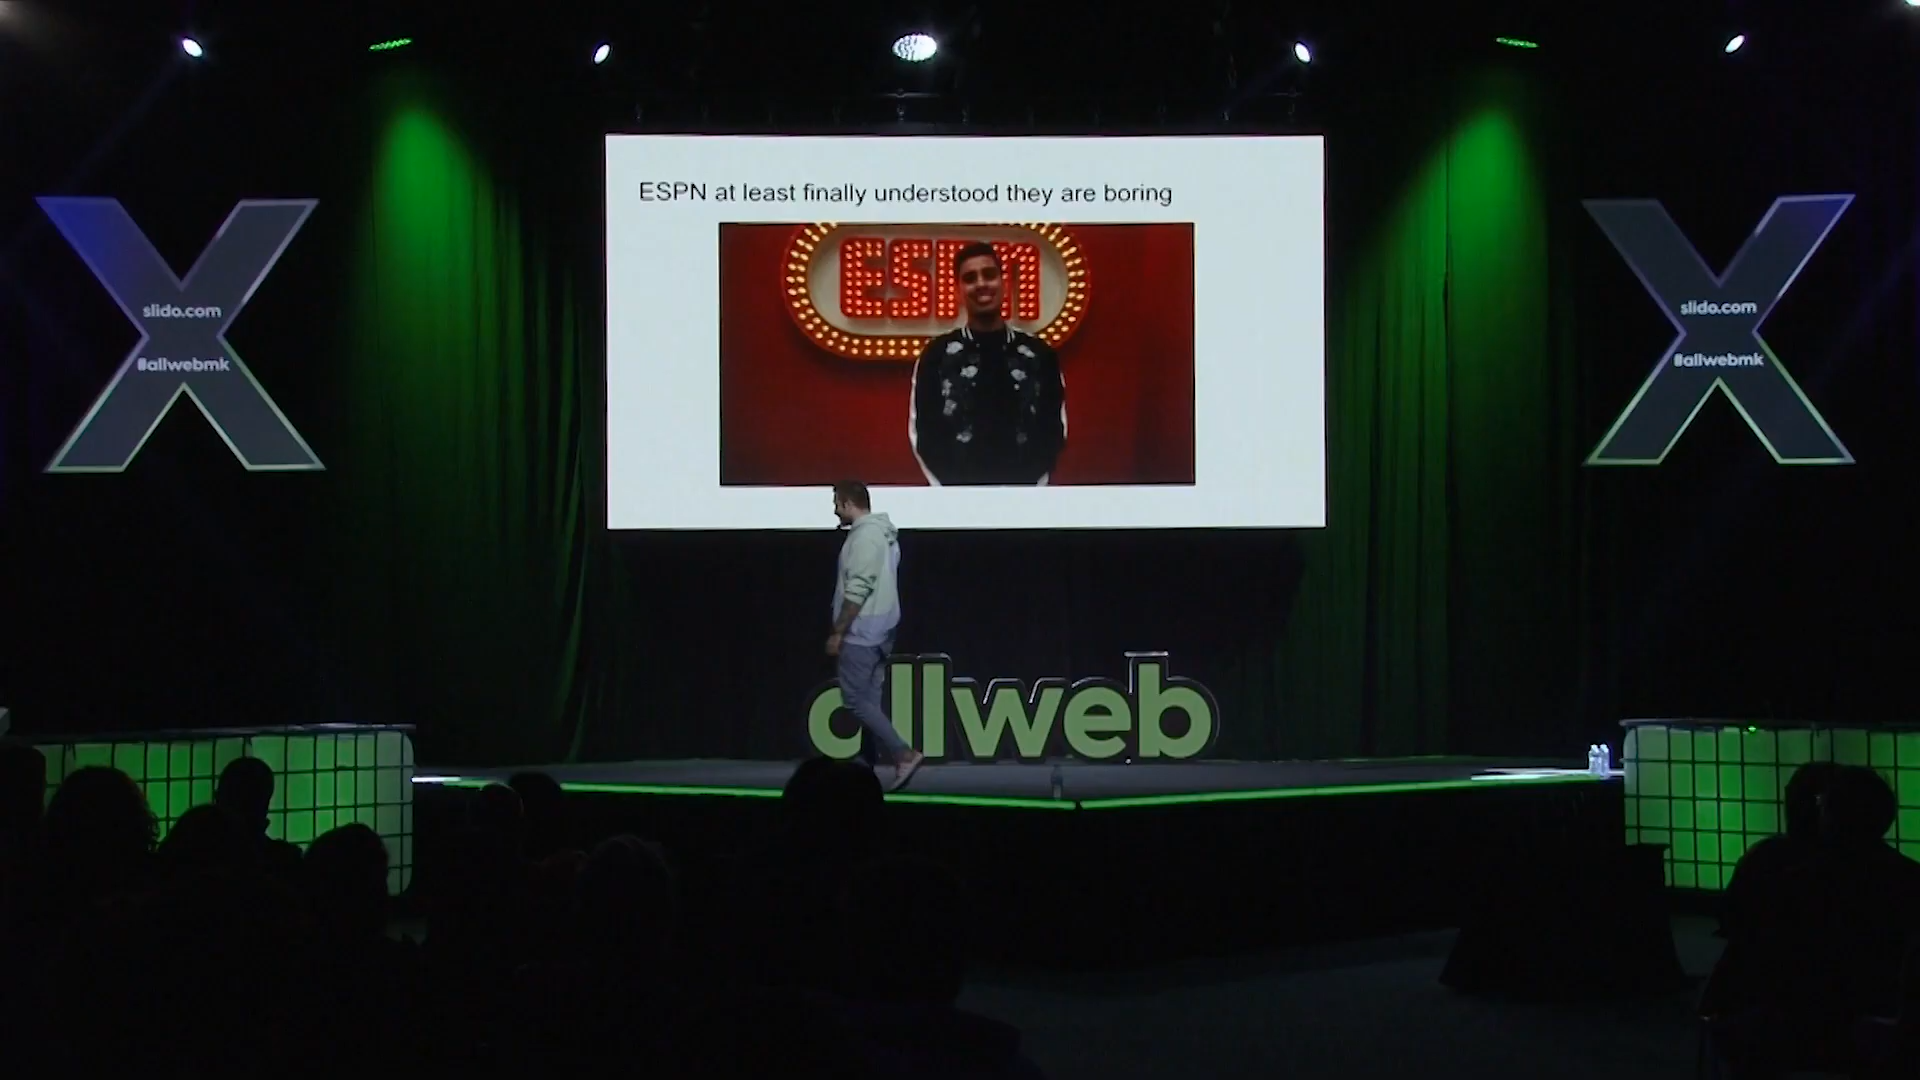 ESPN at least finally understood they are boring
ESPN
slido.com
#allwebmk
slido.com
#allwebmk
allweb